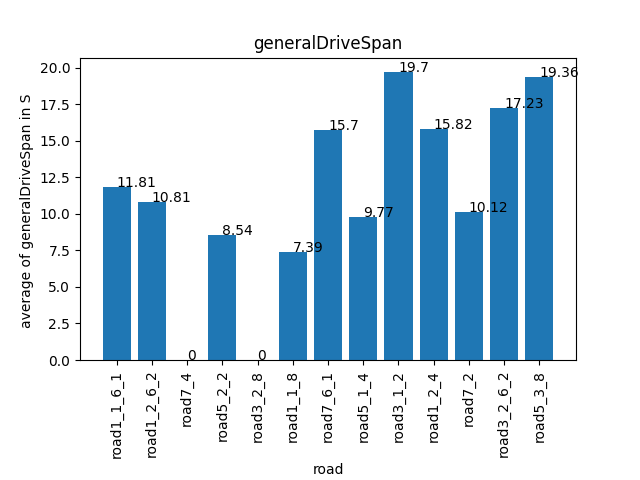 generalDriveSpan
average of generalDriveSpan in S
20.0
17.5
15.0
12.5
10.0
7.5
5.0
2.5
0.0
11.81
10.81
0
8.54
0
7.39
15.7
9.77
19.7
15.82
10.12
17.23
19.36
road1_1_6_1
road1_2_6_2
road7_4
road5_2_2
road3_2_8
road1_1_8
road7_6_1
road5_1_4
road3_1_2
road1_2_4
road7_2
road3_2_6_2
road5_3_8
road